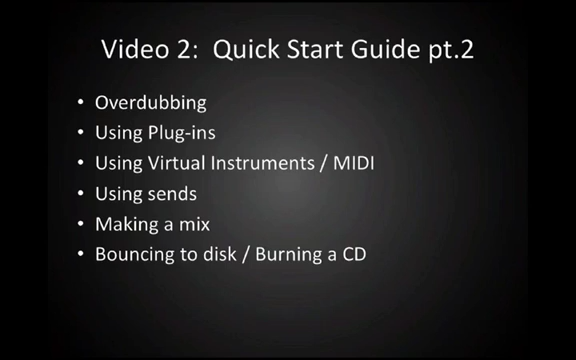 Video 2:  Quick Start Guide pt.2
• Overdubbing
• Using Plug-ins
• Using Virtual Instruments / MIDI
• Using sends
• Making a mix
• Bouncing to disk / Burning a CD